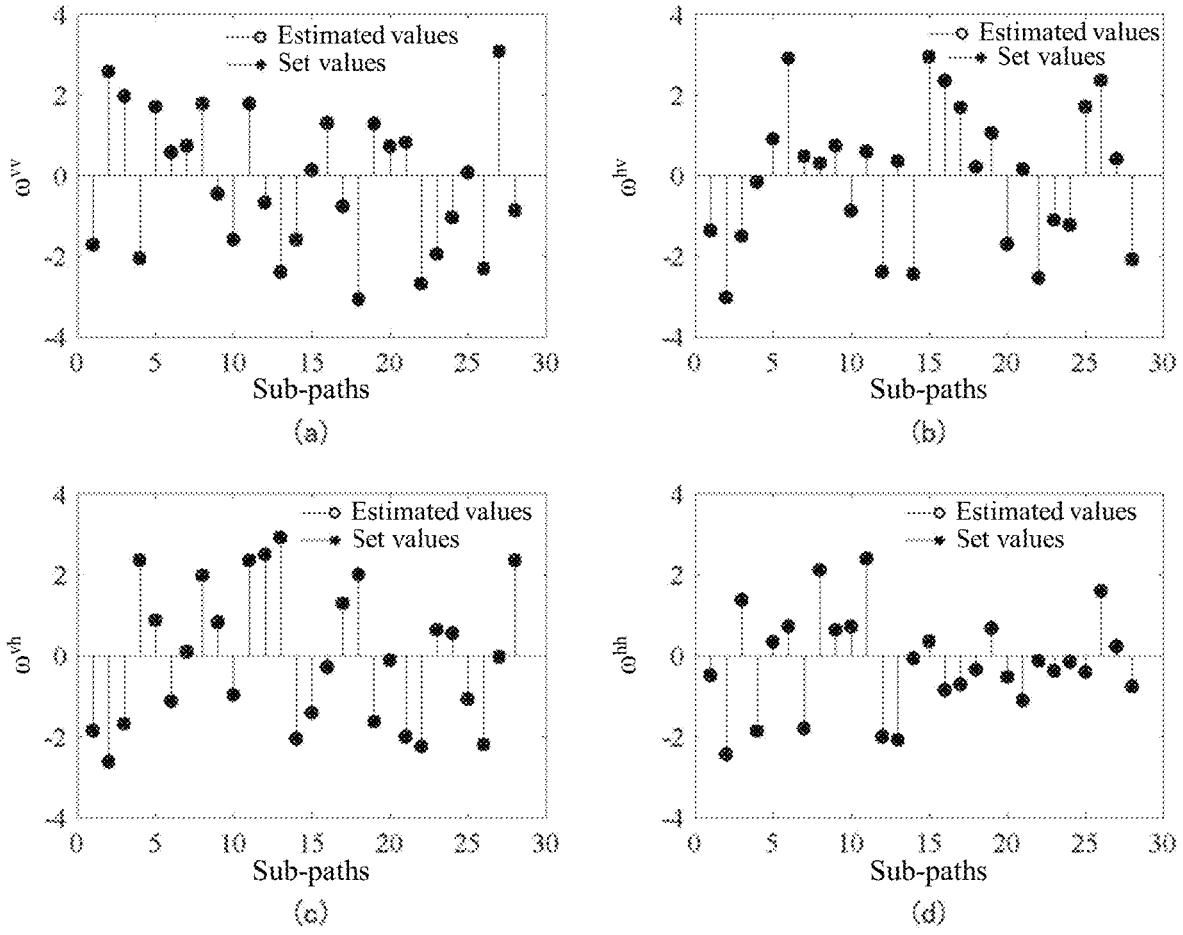 4
Estimated values
Set values
2
0
-2
-4
ω^vv
0 5 10 15 20 25 30
Sub-paths
(a)
4
Estimated values
Set values
2
0
-2
-4
ω^hv
0 5 10 15 20 25 30
Sub-paths
(b)
4
Estimated values
Set values
2
0
-2
-4
ω^vh
0 5 10 15 20 25 30
Sub-paths
(c)
4
Estimated values
Set values
2
0
-2
-4
ω^hh
0 5 10 15 20 25 30
Sub-paths
(d)